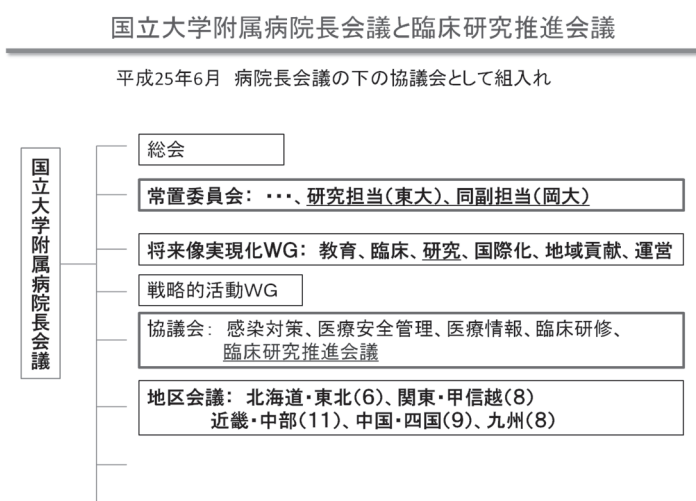 国立大学附属病院長会議と臨床研究推進会議
平成25年6月 病院長会議の下の協議会として組入れ
国立大学附属病院長会議
総会
常置委員会： ・・・、研究担当（東大）、同副担当（岡大）
将来像実現化WG： 教育、臨床、研究、国際化、地域貢献、運営
戦略的活動WG
協議会： 感染対策、医療安全管理、医療情報、臨床研修、
臨床研究推進会議
地区会議： 北海道・東北（6）、関東・甲信越（8）
近畿・中部（11）、中国・四国（9）、九州（8）